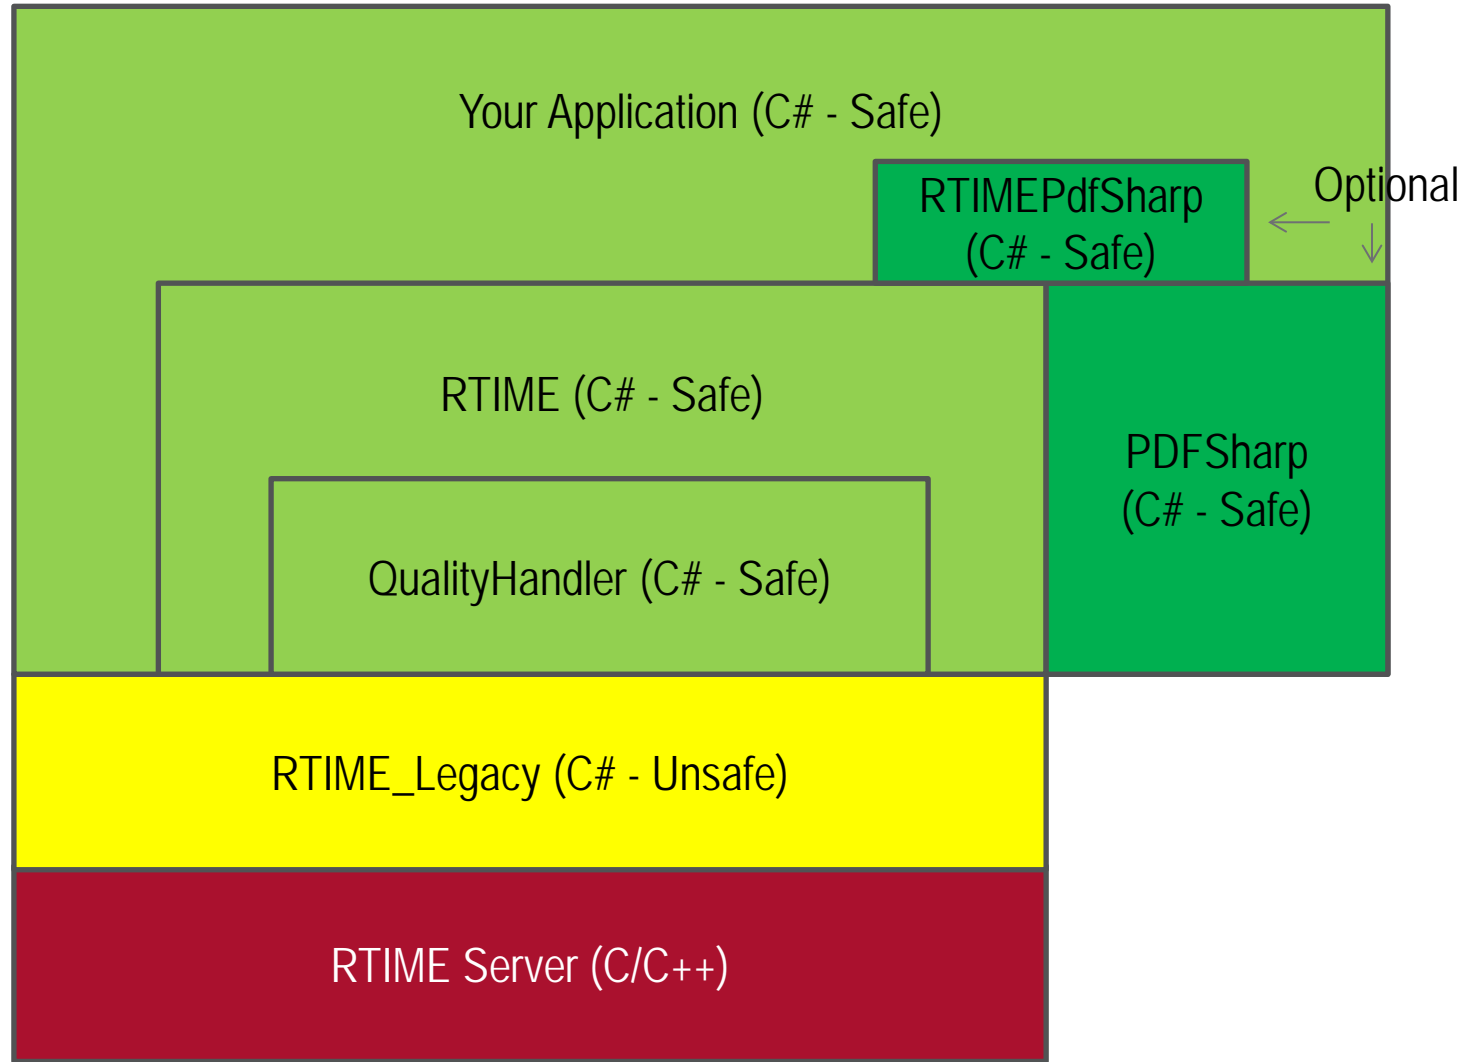 Your Application (C# - Safe)
RTIMEPdfSharp
(C# - Safe)
Optional
RTIME (C# - Safe)
PDFSharp
(C# - Safe)
QualityHandler (C# - Safe)
RTIME_Legacy (C# - Unsafe)
RTIME Server (C/C++)